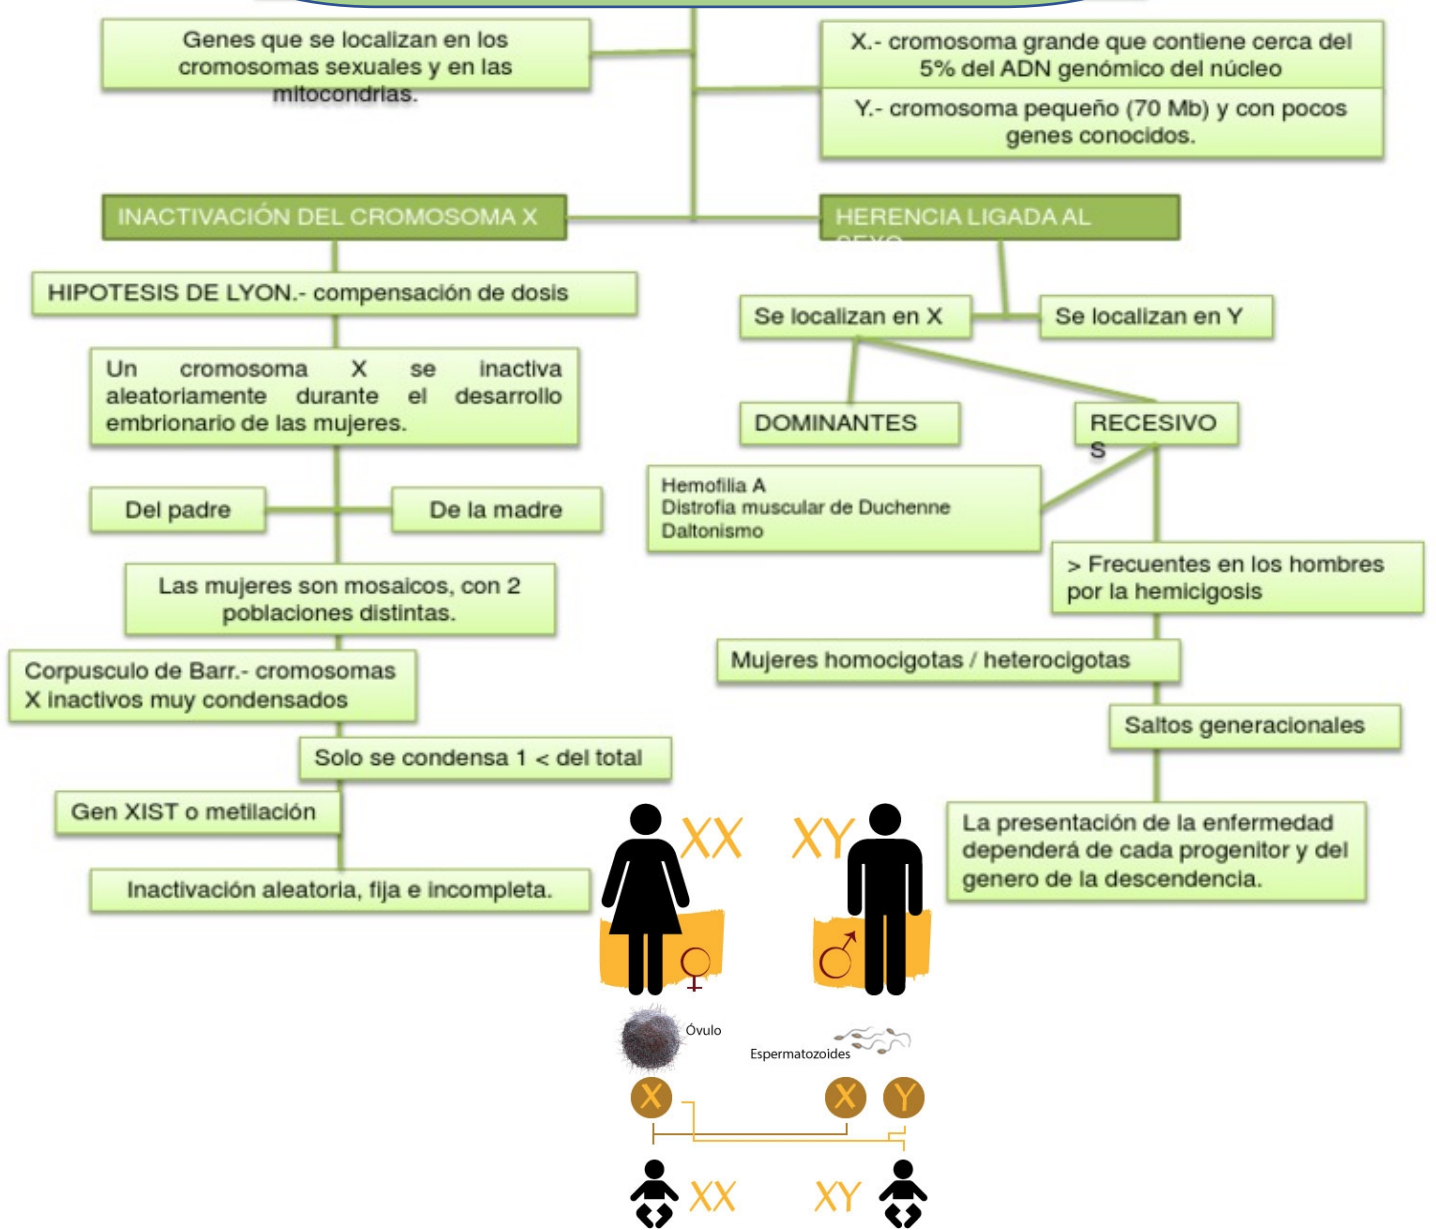 Genes que se localizan en los
cromosomas sexuales y en las
mitocondrias.
X.- cromosoma grande que contiene cerca del
5% del ADN genómico del núcleo
Y.- cromosoma pequeño (70 Mb) y con pocos
genes conocidos.
INACTIVACIÓN DEL CROMOSOMA X
HERENCIA LIGADA AL
SEXO
HIPOTESIS DE LYON.- compensación de dosis
Se localizan en X
Se localizan en Y
Un cromosoma X se inactiva
aleatoriamente durante el desarrollo
embrionario de las mujeres.
DOMINANTES
RECESIVO
S
Hemofilia A
Distrofia muscular de Duchenne
Daltonismo
Del padre
De la madre
> Frecuentes en los hombres
por la hemicigosis
Las mujeres son mosaicos, con 2
poblaciones distintas.
Mujeres homocigotas / heterocigotas
Corpusculo de Barr.- cromosomas
X inactivos muy condensados
Saltos generacionales
Solo se condensa 1 < del total
Gen XIST o metilación
La presentación de la enfermedad
dependerá de cada progenitor y del
genero de la descendencia.
Inactivación aleatoria, fija e incompleta.
XX
XY
Óvulo
Espermatozoides
X
X
Y
XX
XY